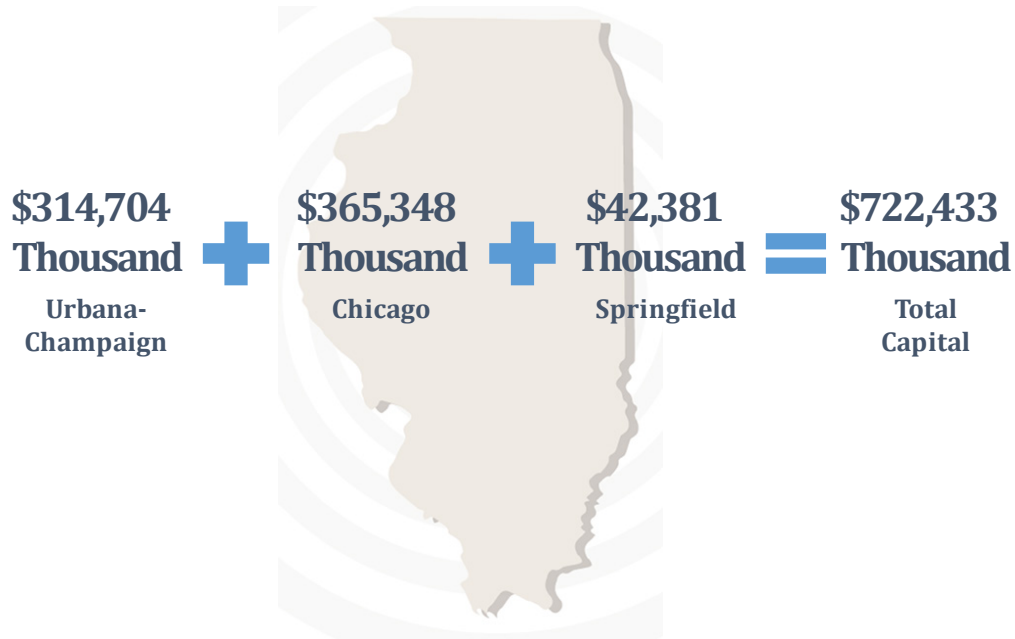 $314,704
Thousand
Urbana-
Champaign
$365,348
Thousand
Chicago
$42,381
Thousand
Springfield
$722,433
Thousand
Total
Capital